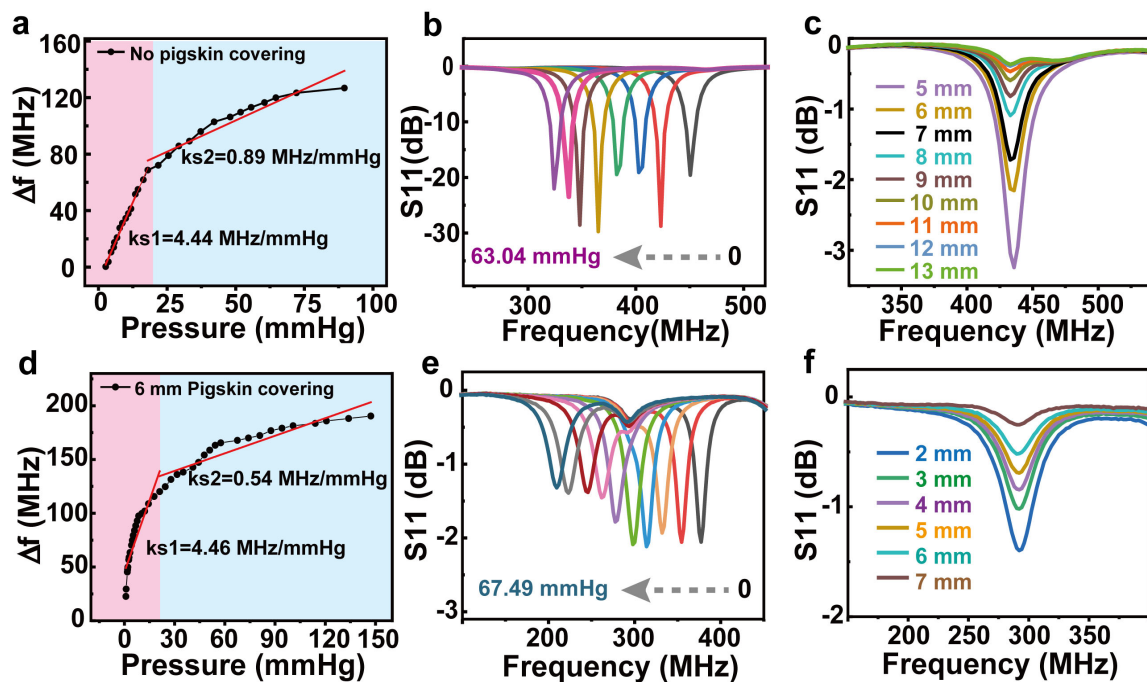 a
160
120
80
40
0
Δf (MHz)
No pigskin covering
ks2=0.89 MHz/mmHg
ks1=4.44 MHz/mmHg
0 25 50 75 100
Pressure (mmHg)
b
0
-10
-20
-30
S11(dB)
63.04 mmHg
0
300 400 500
Frequency(MHz)
c
0
-1
-2
-3
S11 (dB)
5 mm
6 mm
7 mm
8 mm
9 mm
10 mm
11 mm
12 mm
13 mm
350 400 450 500
Frequency (MHz)
d
200
150
100
50
0
Δf (MHz)
6 mm Pigskin covering
ks2=0.54 MHz/mmHg
ks1=4.46 MHz/mmHg
0 30 60 90 120 150
Pressure (mmHg)
e
0
-1
-2
-3
S11 (dB)
67.49 mmHg
0
200 300 400
Frequency (MHz)
f
0
-1
-2
S11 (dB)
2 mm
3 mm
4 mm
5 mm
6 mm
7 mm
200 250 300 350
Frequency (MHz)